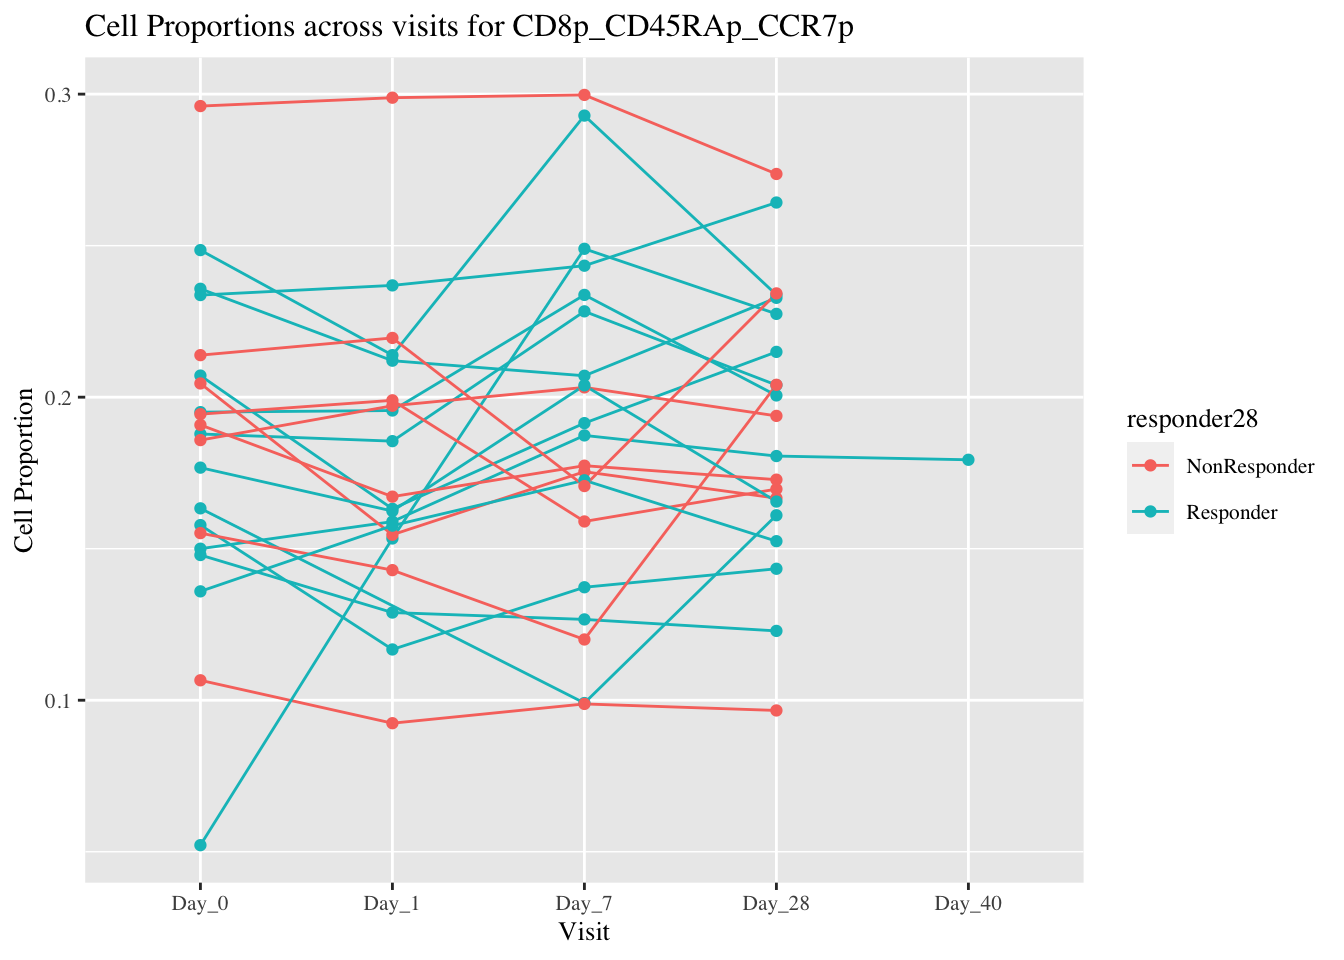 Cell Proportions across visits for CD8p_CD45RAp_CCR7p
0.3
0.2
0.1
Cell Proportion
Day_0 Day_1 Day_7 Day_28 Day_40
Visit
responder28
NonResponder
Responder